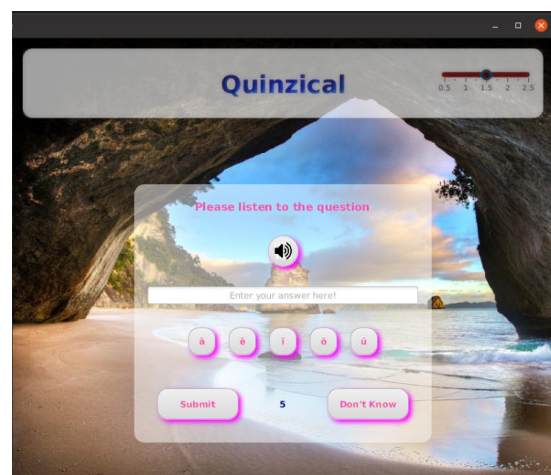 Quinzical
0.5 1 1.5 2 2.5
Please listen to the question
Enter your answer here!
ā ē ī ō ū
Submit 5 Don't Know